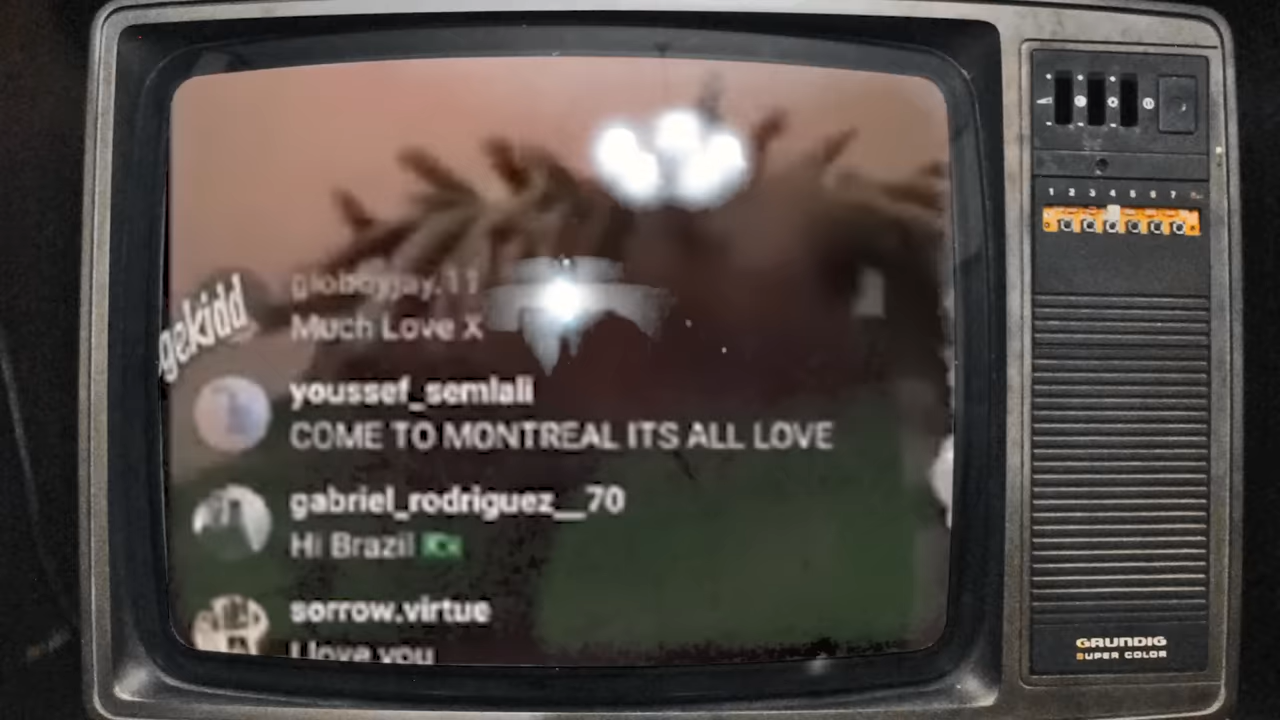 globoyjay.11
Much Love X
gekidd
youssef_semlali
COME TO MONTREAL ITS ALL LOVE
gabriel_rodriguez__70
Hi Brazil 🇧🇷
sorrow.virtue
I love you
1 2 3 4 5 6 7
GRUNDIG
SUPER COLOR